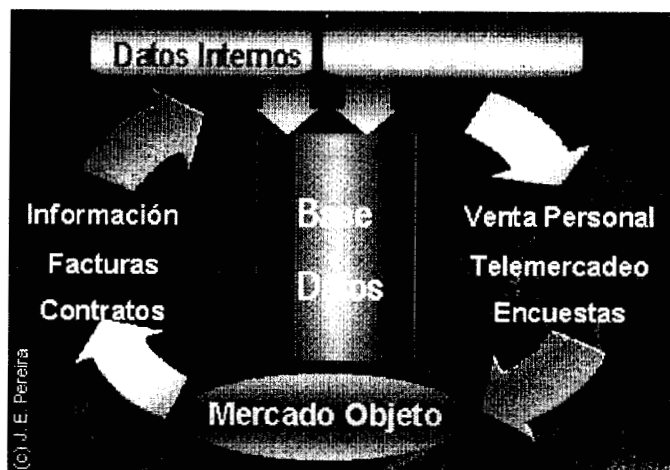 Datos Internos
Información
Facturas
Contratos
Base
Datos
Venta Personal
Telemercadeo
Encuestas
Mercado Objeto
(c) J. E. Pereira